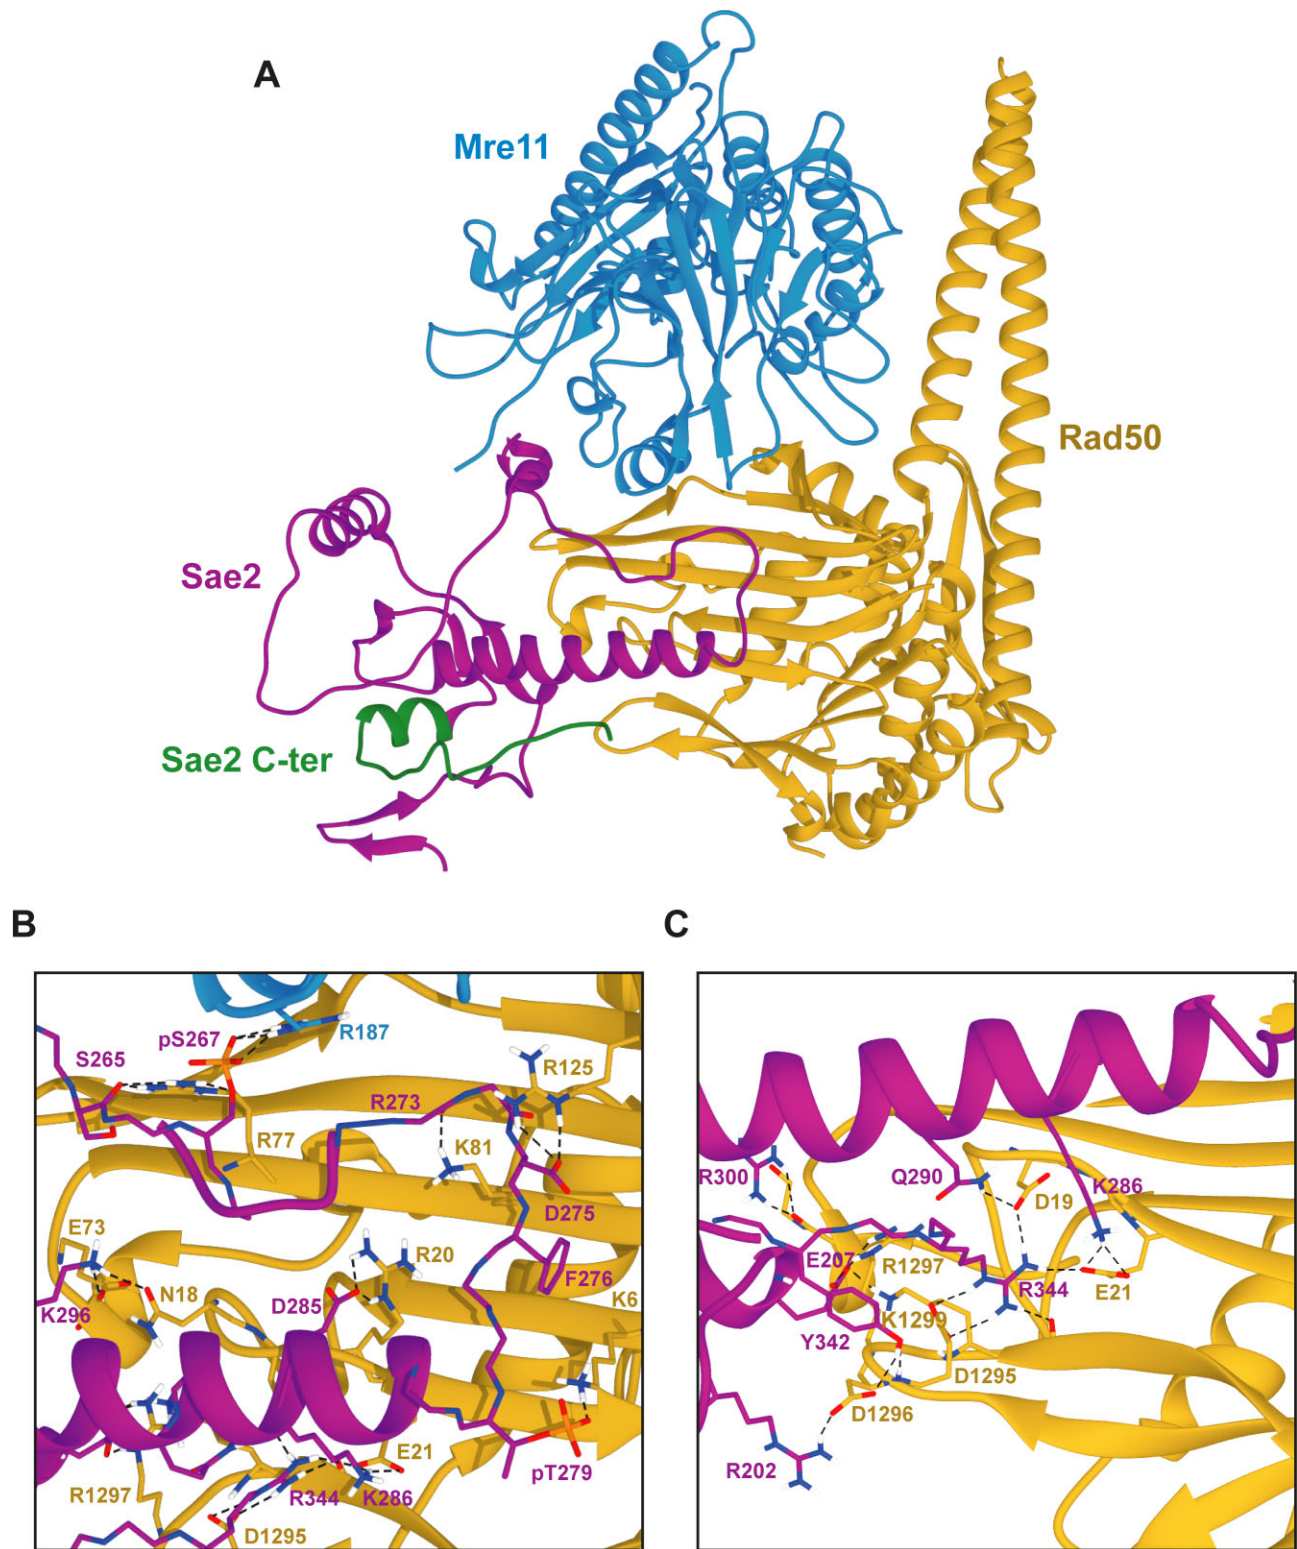 A
Mre11
Rad50
Sae2
Sae2 C-ter
B
C
pS267
R187
S265
R125
R273
R77
K81
D275
E73
R20
F276
N18
D285
K6
K296
E21
pT279
R1297
R344
K286
D1295
R300
Q290
D19
K286
E207
R1297
R344
E21
K1299
Y342
D1295
D1296
R202